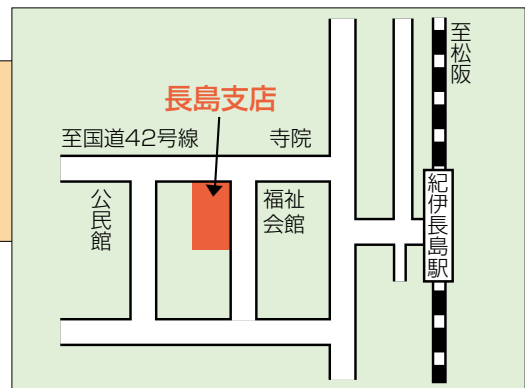 長島支店
至国道42号線
寺院
公民館
福祉
会館
至松阪
紀伊長島駅